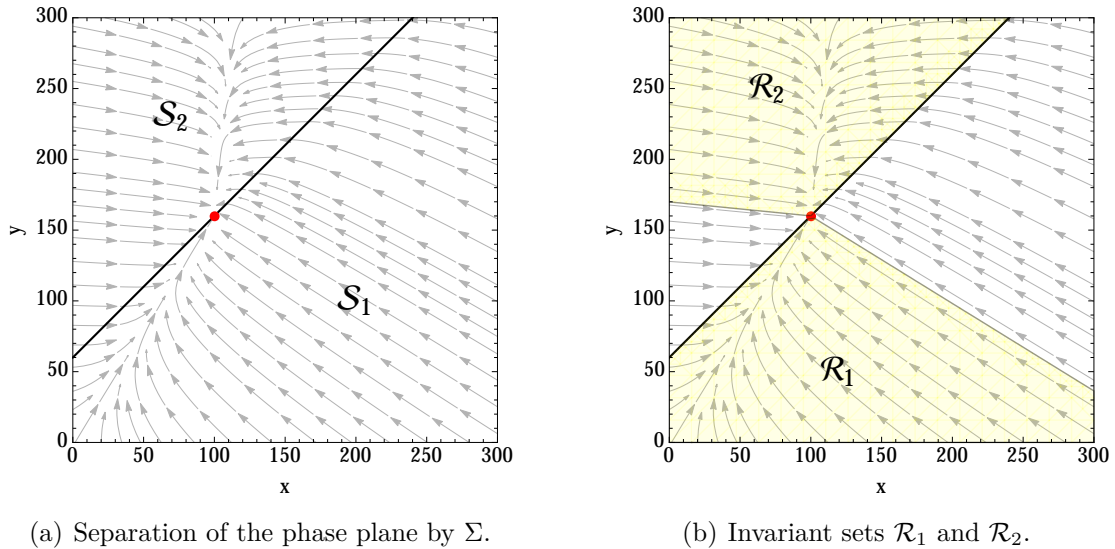 300
250
200
150
100
50
0
y
𝒮2
𝒮1
0 50 100 150 200 250 300
x
(a) Separation of the phase plane by Σ.
300
250
200
150
100
50
0
y
ℛ2
ℛ1
0 50 100 150 200 250 300
x
(b) Invariant sets ℛ1 and ℛ2.